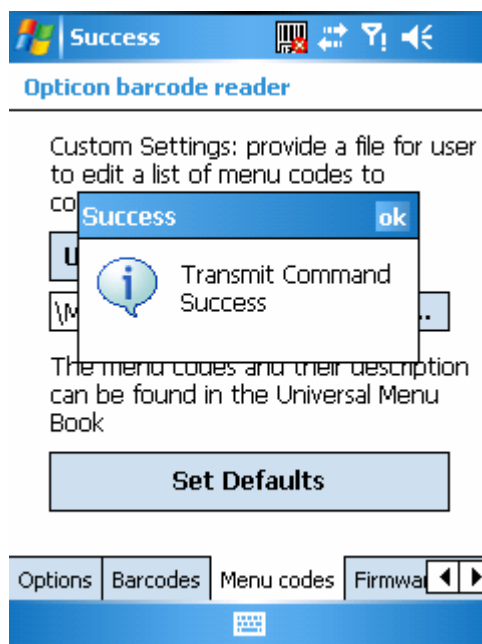 Success
Opticon barcode reader
Custom Settings: provide a file for user
to edit a list of menu codes to
Success
ok
Transmit Command
Success
..
The menu codes and their description
can be found in the Universal Menu
Book
Set Defaults
Options Barcodes Menu codes